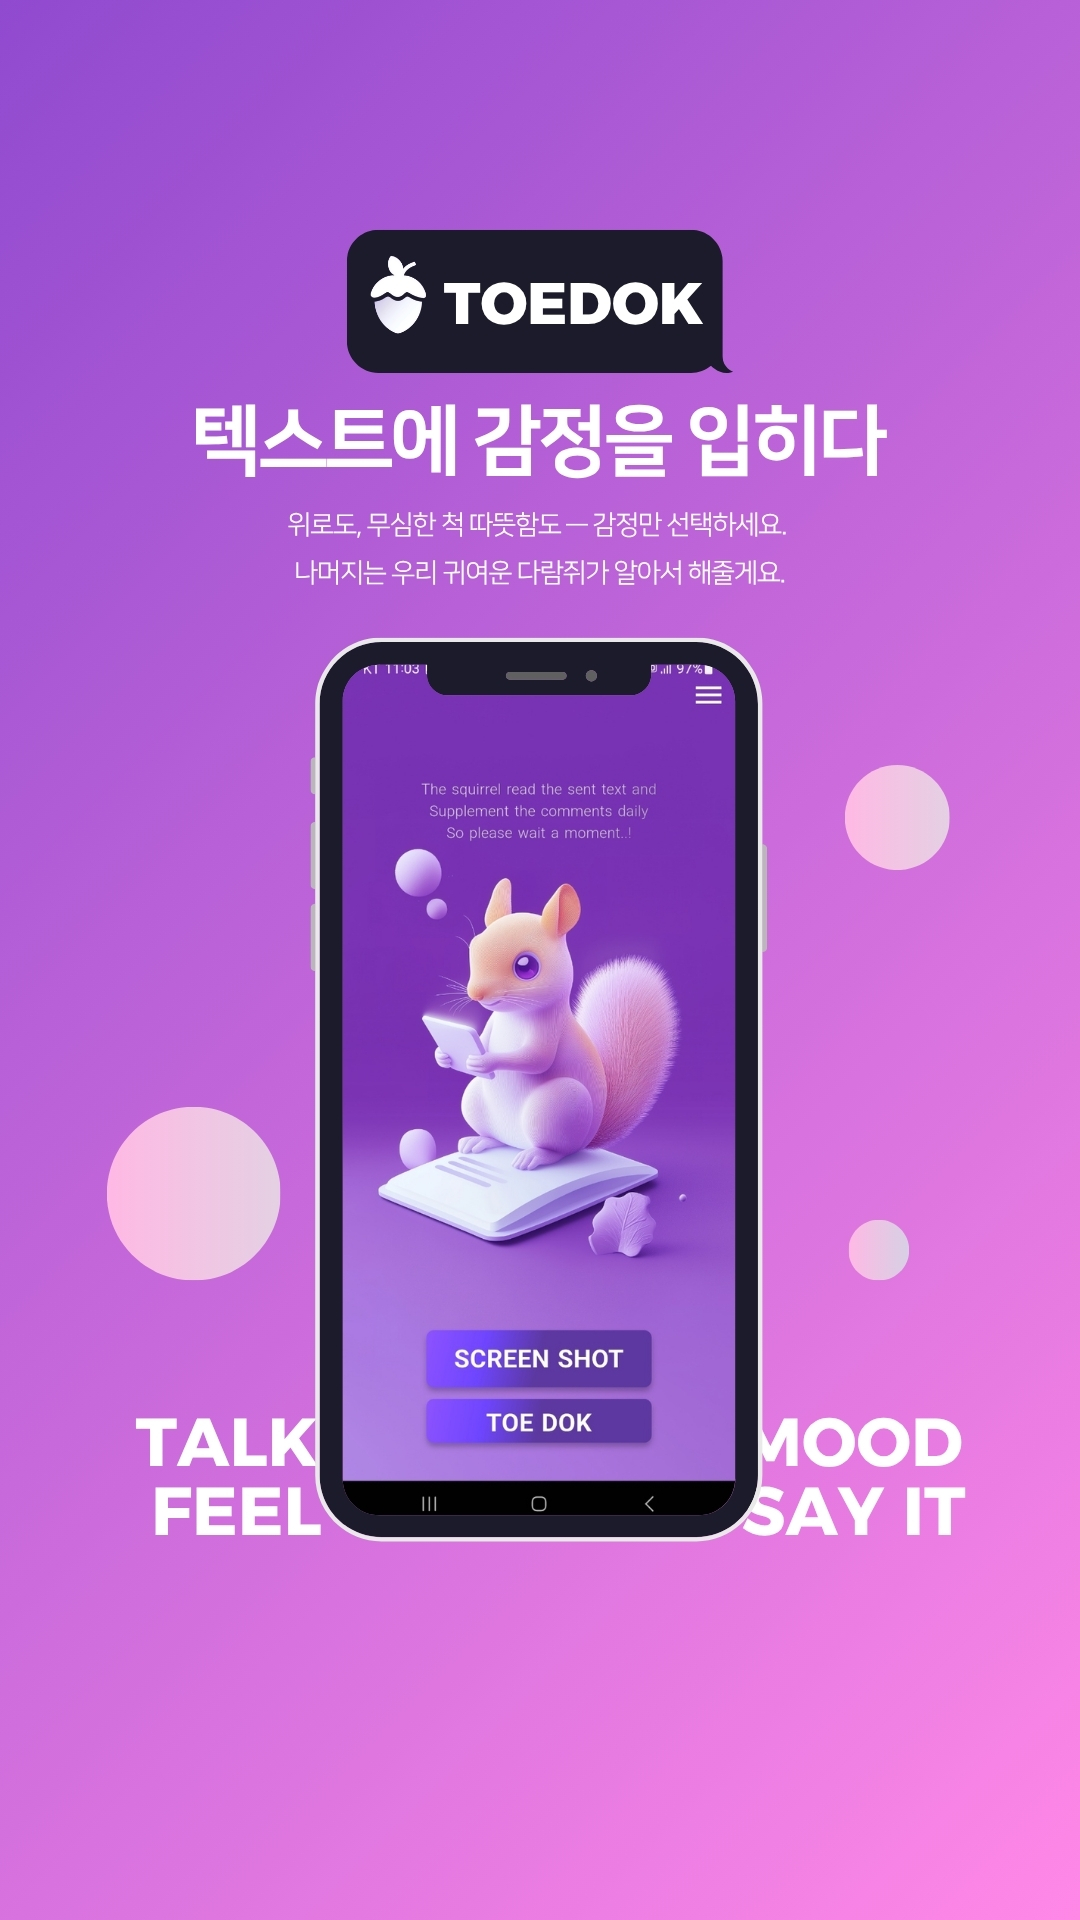 TOEDOK
텍스트에 감정을 입히다
위로도, 무심한 척 따뜻함도 — 감정만 선택하세요.
나머지는 우리 귀여운 다람쥐가 알아서 해줄게요.
KT 11:03
97%
The squirrel read the sent text and
Supplement the comments daily
So please wait a moment..!
SCREEN SHOT
TOE DOK
TALK MOOD
FEEL SAY IT